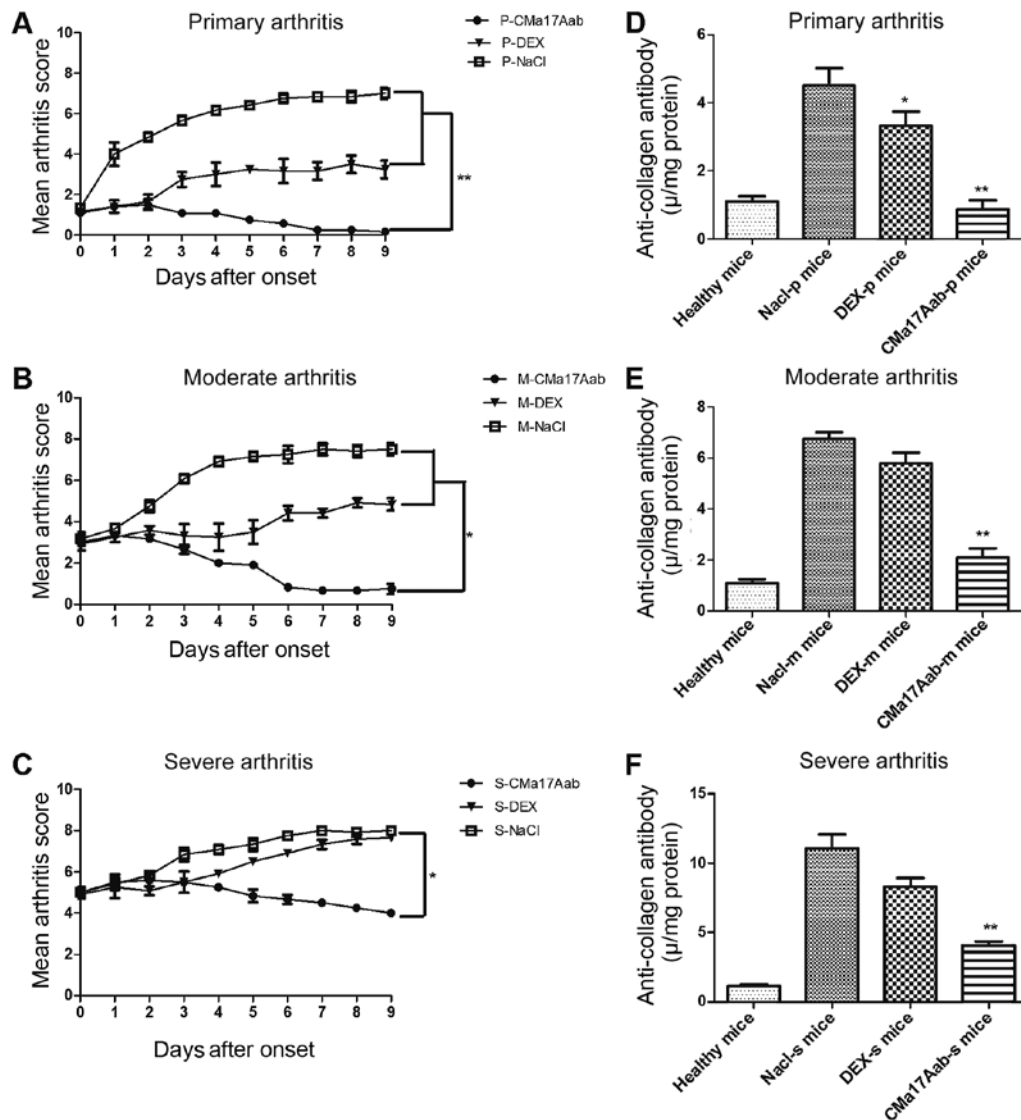 A
Primary arthritis
P-CMa17Aab
P-DEX
P-NaCl
Mean arthritis score
10
8
6
4
2
0
**
0 1 2 3 4 5 6 7 8 9
Days after onset
D
Primary arthritis
Anti-collagen antibody
(µ/mg protein)
6
4
2
0
*
**
Healthy mice
Nacl-p mice
DEX-p mice
CMa17Aab-p mice
B
Moderate arthritis
M-CMa17Aab
M-DEX
M-NaCl
Mean arthritis score
10
8
6
4
2
0
*
0 1 2 3 4 5 6 7 8 9
Days after onset
E
Moderate arthritis
Anti-collagen antibody
(µ/mg protein)
8
6
4
2
0
**
Healthy mice
Nacl-m mice
DEX-m mice
CMa17Aab-m mice
C
Severe arthritis
S-CMa17Aab
S-DEX
S-NaCl
Mean arthritis score
10
8
6
4
2
0
*
0 1 2 3 4 5 6 7 8 9
Days after onset
F
Severe arthritis
Anti-collagen antibody
(µ/mg protein)
15
10
5
0
**
Healthy mice
Nacl-s mice
DEX-s mice
CMa17Aab-s mice